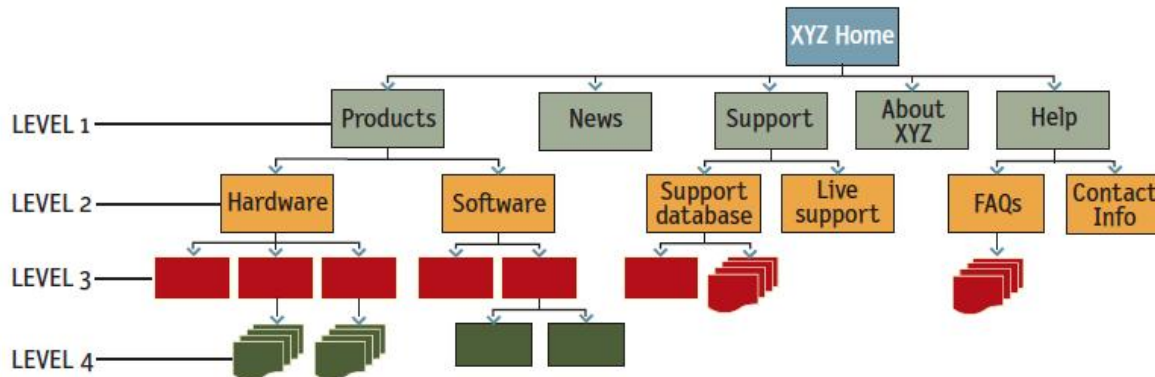 XYZ Home
LEVEL 1
Products
News
Support
About
XYZ
Help
LEVEL 2
Hardware
Software
Support
database
Live
support
FAQs
Contact
Info
LEVEL 3
LEVEL 4